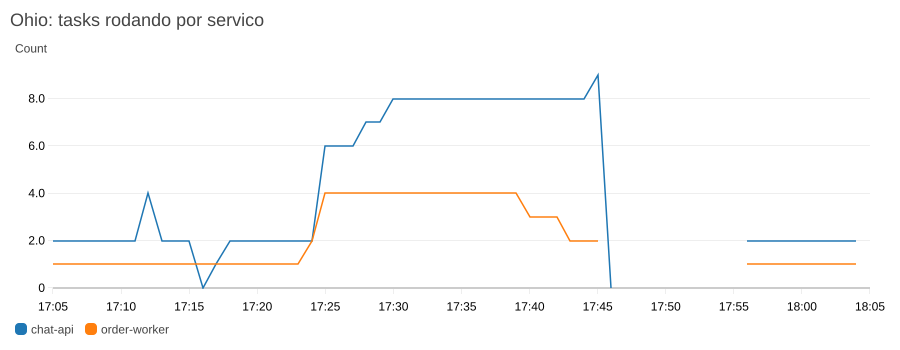 Ohio: tasks rodando por servico
Count
8.0
6.0
4.0
2.0
0
17:05 17:10 17:15 17:20 17:25 17:30 17:35 17:40 17:45 17:50 17:55 18:00 18:05
chat-api order-worker